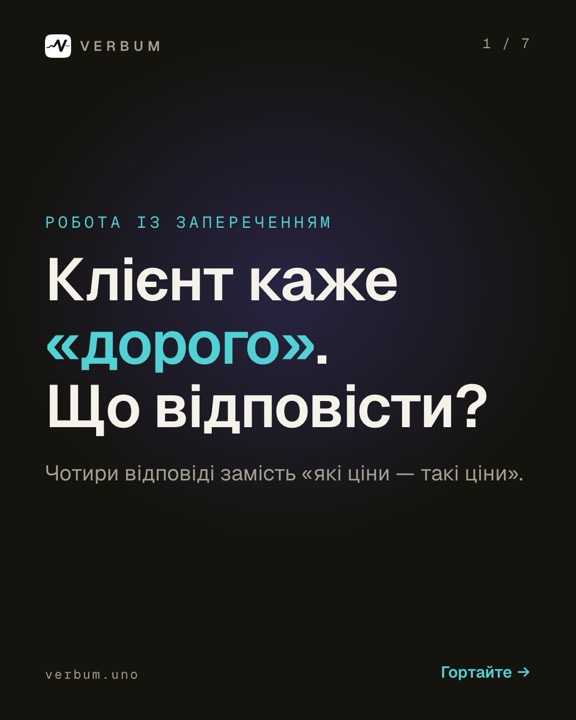 VERBUM
1 / 7
РОБОТА ІЗ ЗАПЕРЕЧЕННЯМ
Клієнт каже
«дорого».
Що відповісти?
Чотири відповіді замість «які ціни — такі ціни».
verbum.uno
Гортайте →